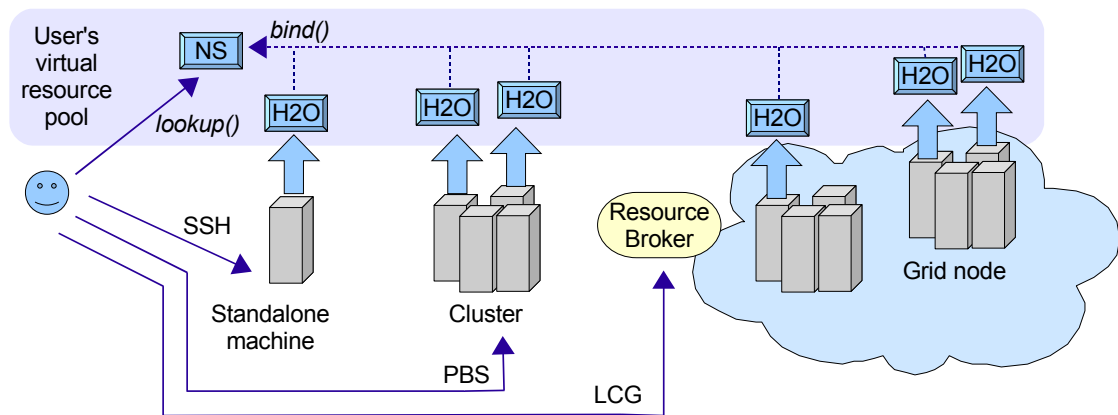 User's
virtual
resource
pool
NS
bind()
lookup()
H2O
H2O
H2O
H2O
H2O
H2O
SSH
Standalone
machine
Cluster
PBS
LCG
Resource
Broker
Grid node